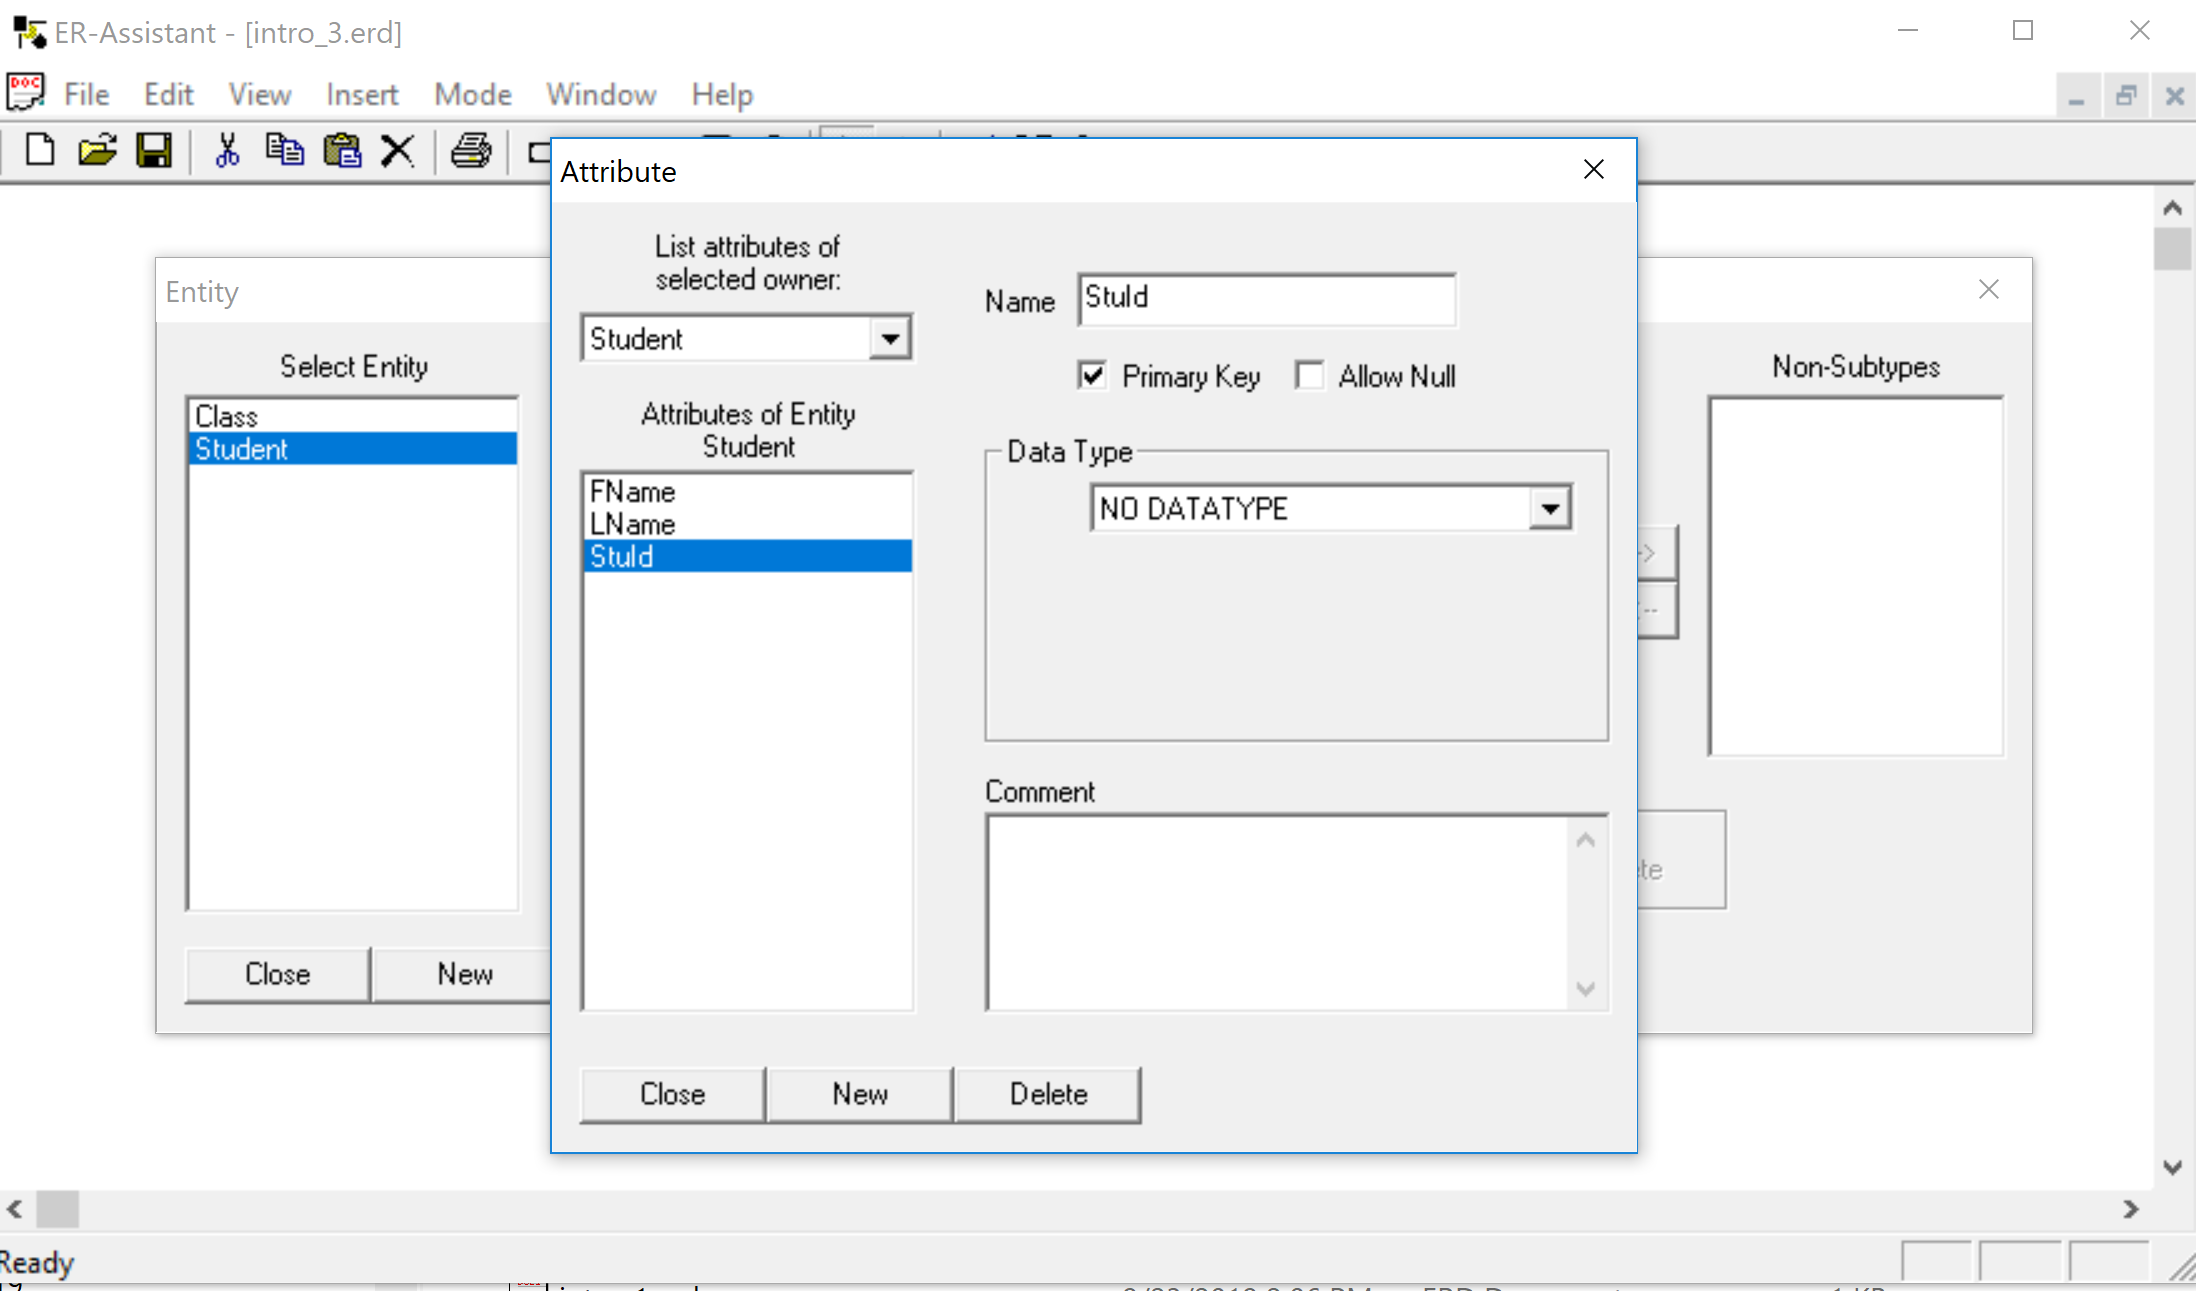 ER-Assistant - [intro_3.erd]
DOC File Edit View Insert Mode Window Help
Attribute
List attributes of
selected owner:
Student
Attributes of Entity
Student
FName
LName
StuId
Name StuId
Primary Key Allow Null
Data Type
NO DATATYPE
Comment
Close New Delete
Entity
Select Entity
Class
Student
Close New
Non-Subtypes
Ready